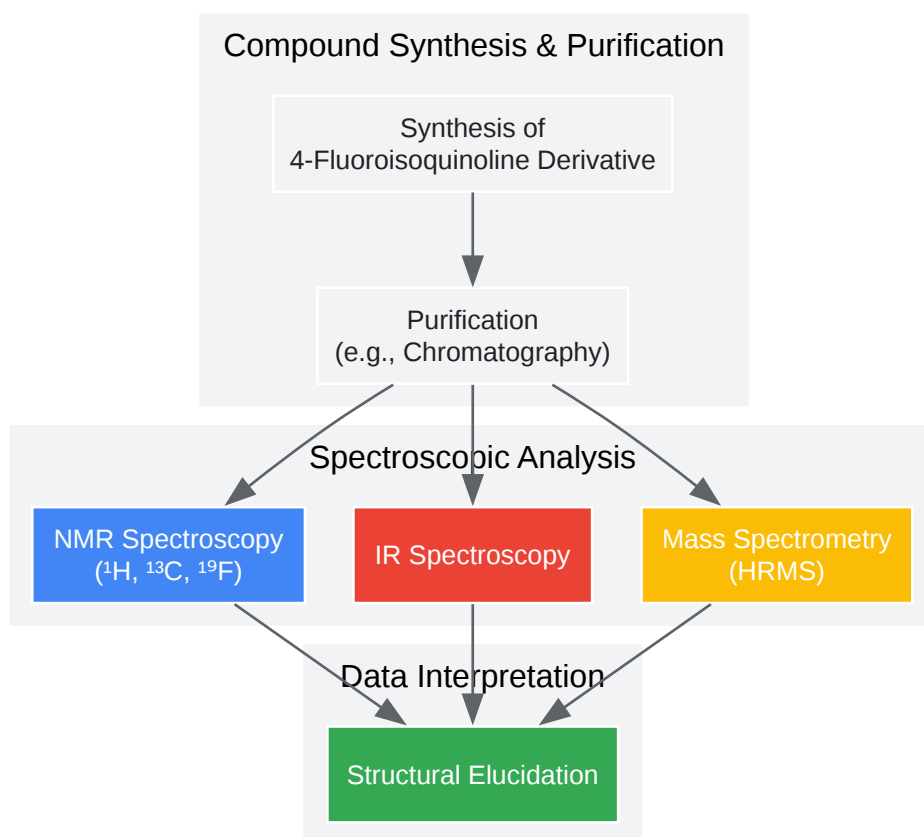 Compound Synthesis & Purification
Synthesis of
4-Fluoroisoquinoline Derivative
Purification
(e.g., Chromatography)
Spectroscopic Analysis
NMR Spectroscopy
(¹H, ¹³C, ¹⁹F)
IR Spectroscopy
Mass Spectrometry
(HRMS)
Data Interpretation
Structural Elucidation